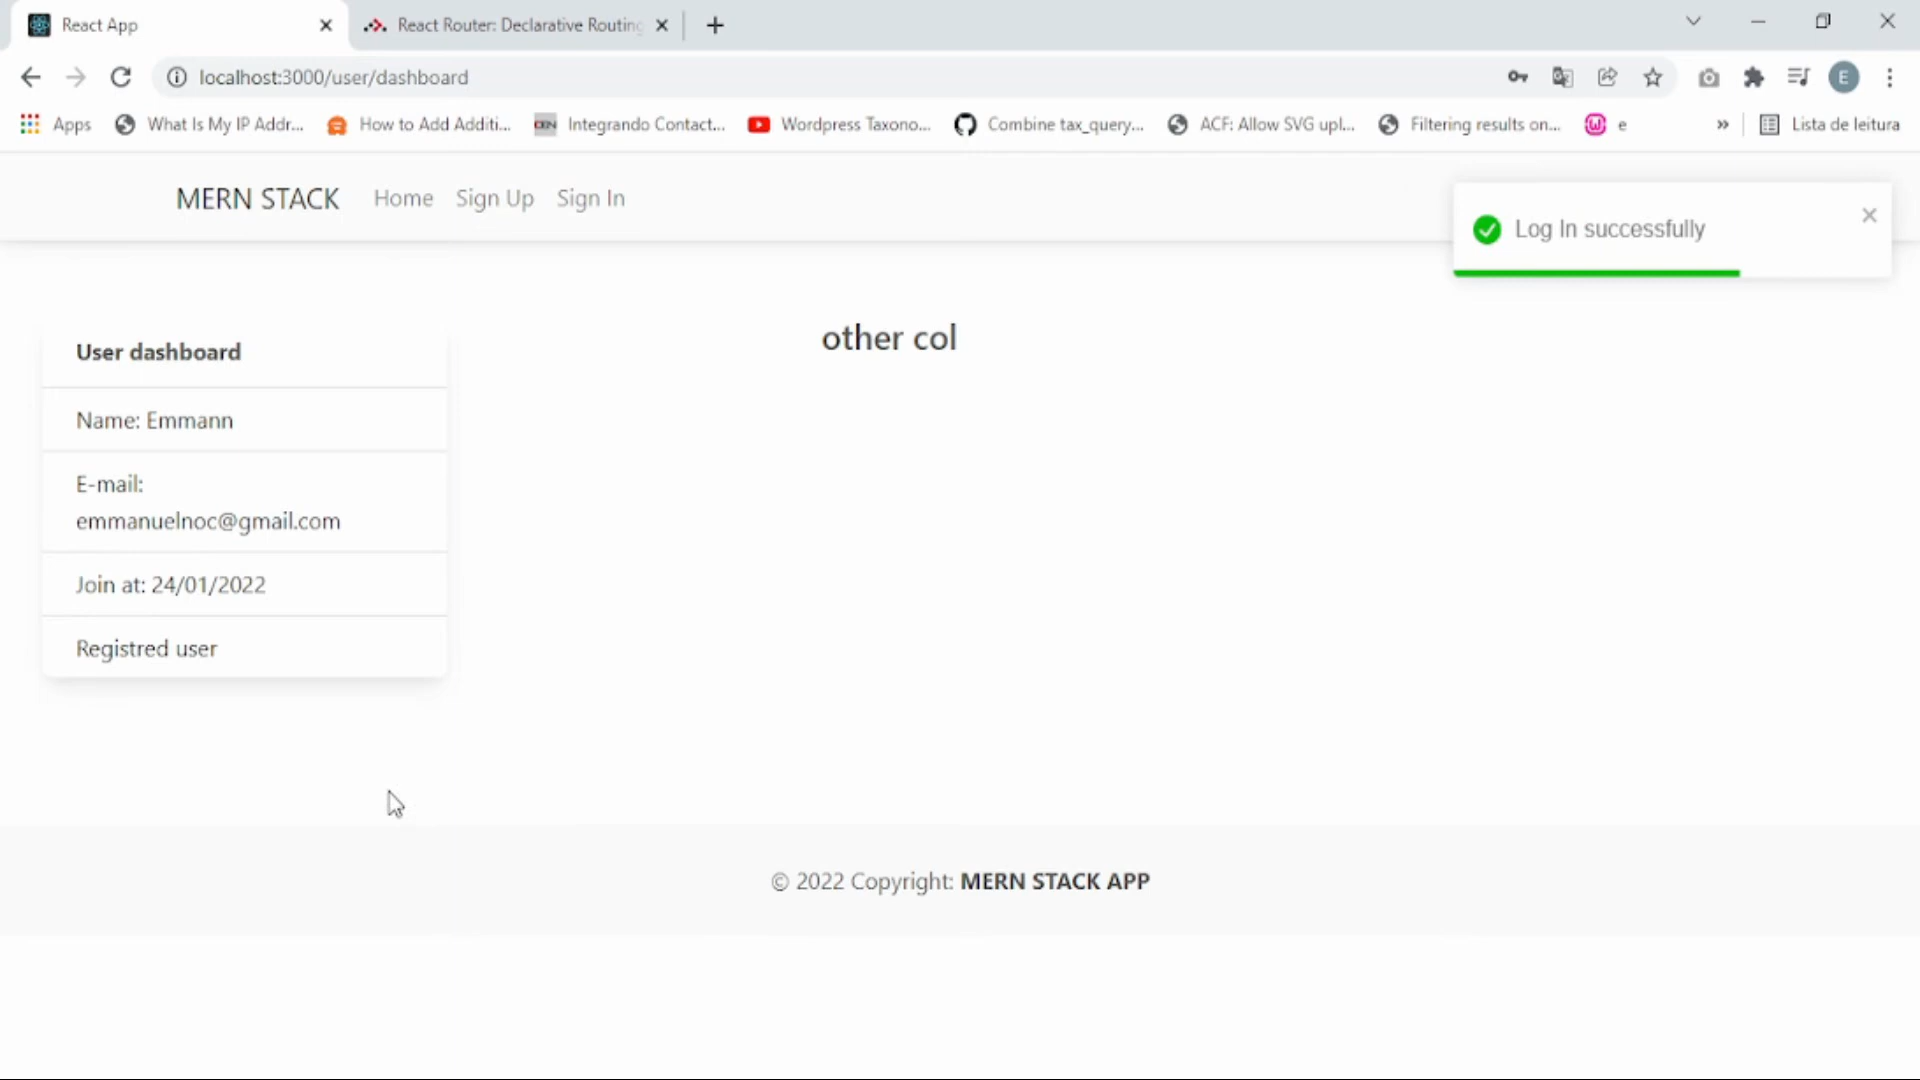 React App
React Router: Declarative Routing
localhost:3000/user/dashboard
E
Apps
What Is My IP Addr...
How to Add Additi...
Integrando Contact...
Wordpress Taxono...
Combine tax_query...
ACF: Allow SVG upl...
Filtering results on...
e
»
Lista de leitura
MERN STACK
Home
Sign Up
Sign In
Log In successfully
User dashboard
other col
Name: Emmann
E-mail:
emmanuelnoc@gmail.com
Join at: 24/01/2022
Registred user
© 2022 Copyright: MERN STACK APP